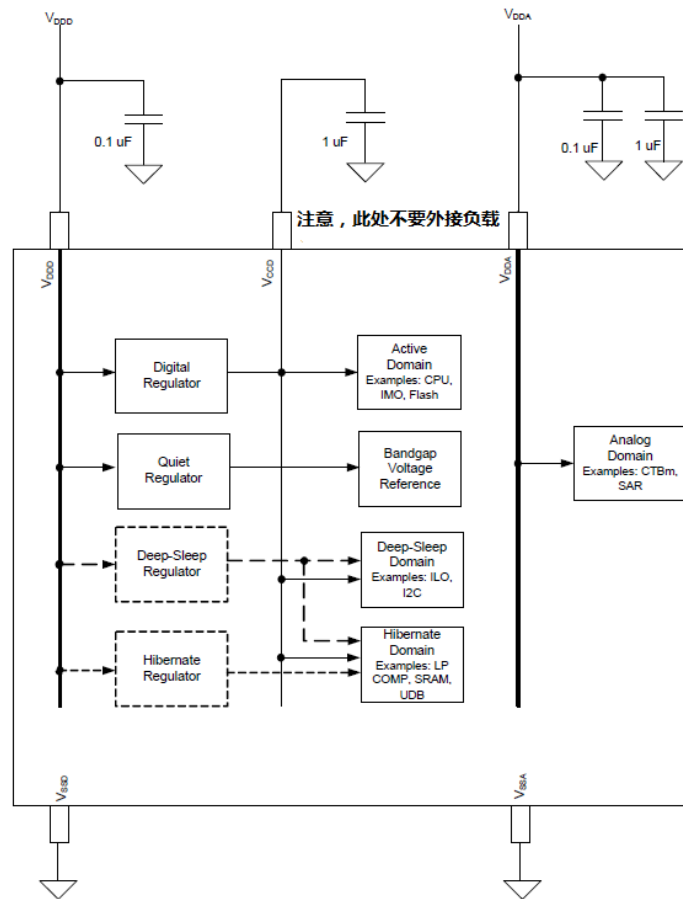 VDDD
VDDA
0.1 uF
1 uF
0.1 uF
1 uF
注意，此处不要外接负载
VDDD
VCCD
VDDA
Digital
Regulator
Active
Domain
Examples: CPU,
IMO, Flash
Quiet
Regulator
Bandgap
Voltage
Reference
Analog
Domain
Examples: CTBm,
SAR
Deep-Sleep
Regulator
Deep-Sleep
Domain
Examples: ILO,
I2C
Hibernate
Regulator
Hibernate
Domain
Examples: LP
COMP, SRAM,
UDB
VSSD
VSSA